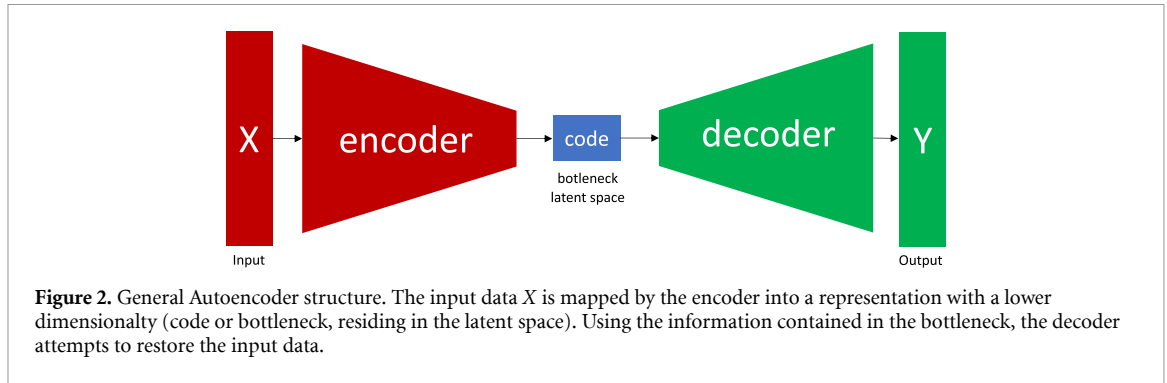 X
encoder
code
decoder
Y
botleneck
latent space
Input
Output
Figure 2. General Autoencoder structure. The input data X is mapped by the encoder into a representation with a lower
dimensionalty (code or bottleneck, residing in the latent space). Using the information contained in the bottleneck, the decoder
attempts to restore the input data.